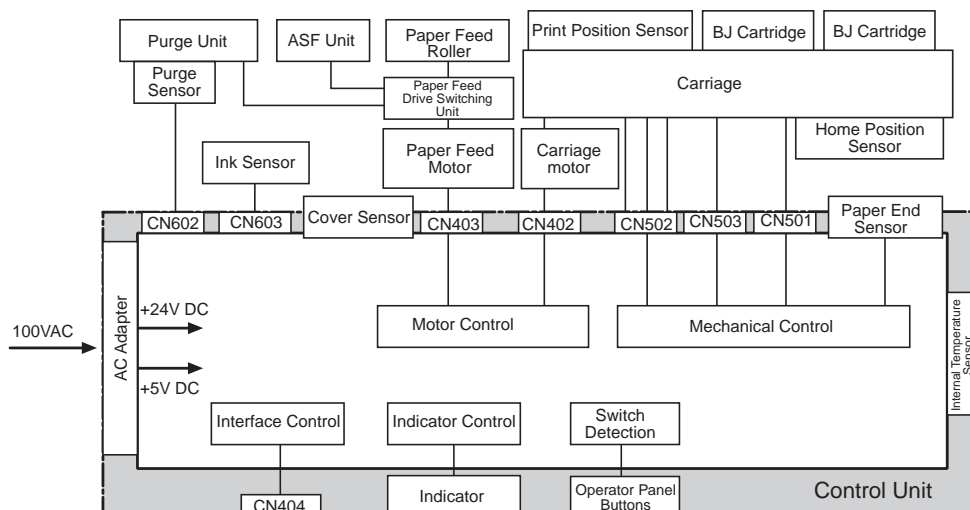 Purge Unit
ASF Unit
Paper Feed
Roller
Print Position Sensor
BJ Cartridge
BJ Cartridge
Purge
Sensor
Paper Feed
Drive Switching
Unit
Carriage
Ink Sensor
Paper Feed
Motor
Carriage
motor
Home Position
Sensor
CN602
CN603
Cover Sensor
CN403
CN402
CN502
CN503
CN501
Paper End
Sensor
100VAC
AC Adapter
+24V DC
+5V DC
Motor Control
Mechanical Control
Internal Temperature
Sensor
Interface Control
Indicator Control
Switch
Detection
CN404
Indicator
Operator Panel
Buttons
Control Unit